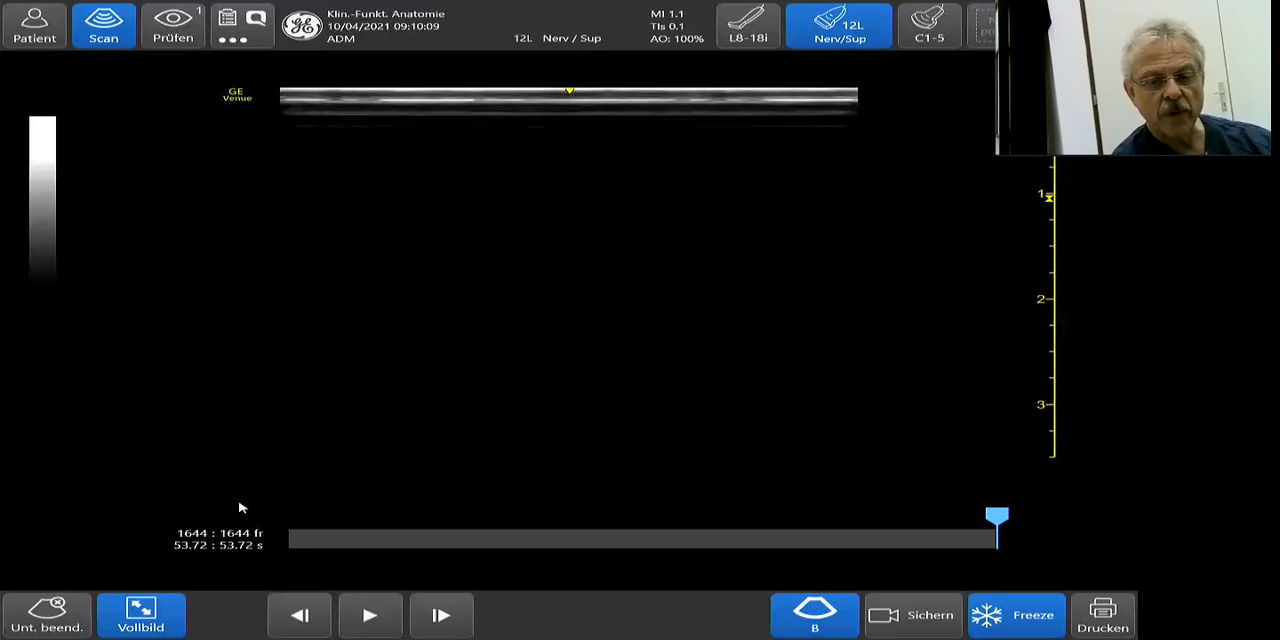 Patient
Scan
1
Prüfen
Klin.-Funkt. Anatomie
10/04/2021 09:10:09
ADM
12L Nerv / Sup
MI 1.1
TIs 0.1
AO: 100%
L8-18i
12L
Nerv/Sup
C1-5
GE
Venue
1
2
3
1644 : 1644 fr
53.72 : 53.72 s
Unt. beend.
Vollbild
B
Sichern
Freeze
Drucken